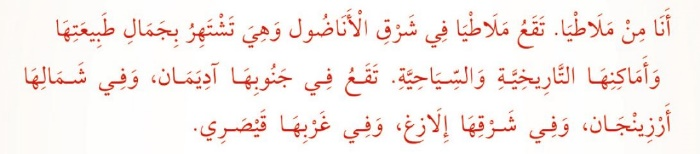 أَنَا مِنْ مَلَاطْيَا. تَقَعُ مَلَاطْيَا فِي شَرْقِ الْأَنَاضُول وَهِيَ تَشْتَهِرُ بِجَمَالِ طَبِيعَتِهَا
وَأَمَاكِنِهَا التَّارِيخِيَّةِ وَالسِّيَاحِيَّةِ. تَقَعُ فِي جَنُوبِهَا آدِيَمَان، وَفِي شَمَالِهَا
أَرْزِينْجَان، وَفِي شَرْقِهَا إِلَازِغ، وَفِي غَرْبِهَا قَيْصَرِي.